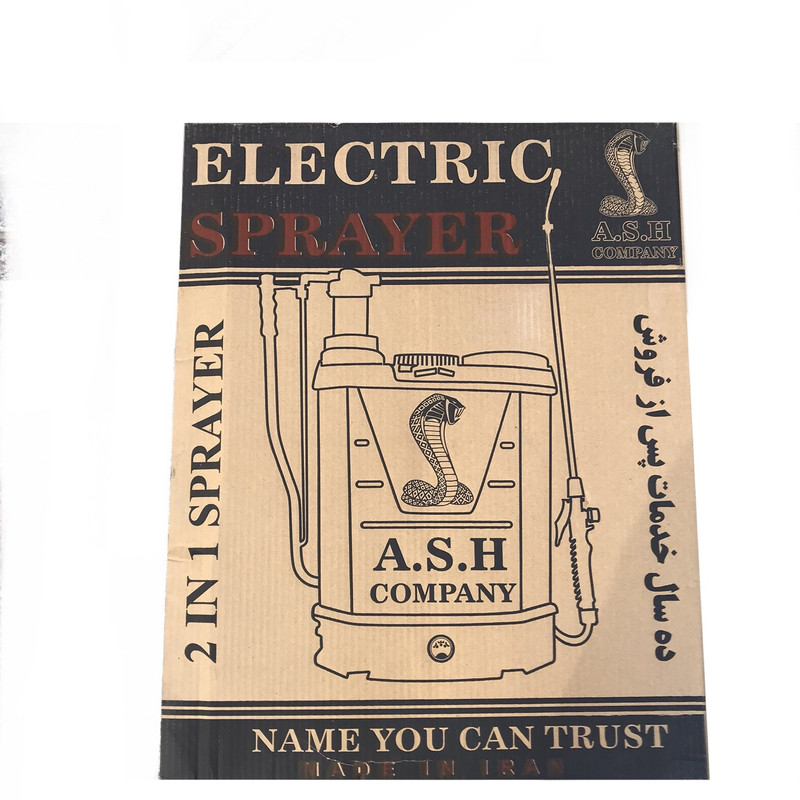 ELECTRIC
SPRAYER
A.S.H
COMPANY
2 IN 1 SPRAYER
ده سال خدمات پس از فروش
A.S.H
COMPANY
NAME YOU CAN TRUST
MADE IN IRAN